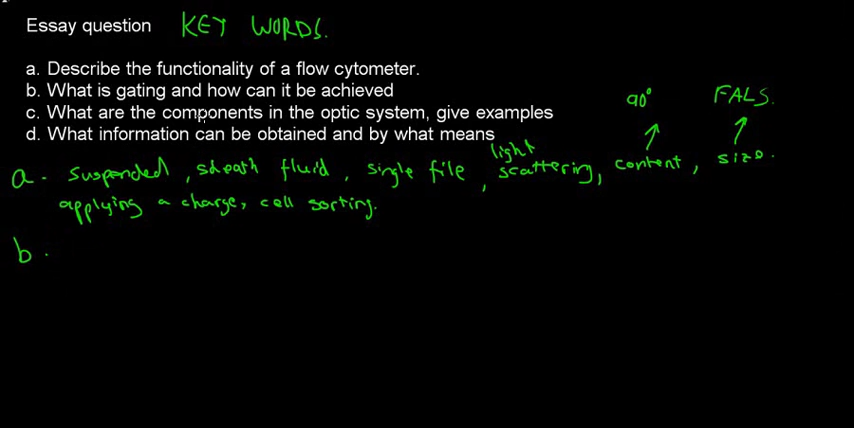 Essay question KEY WORDS.
a. Describe the functionality of a flow cytometer.
b. What is gating and how can it be achieved
c. What are the components in the optic system, give examples
d. What information can be obtained and by what means
90° FALS.
a. suspended, sheath fluid, single file, light scattering, content, size.
applying a charge, cell sorting.
b.